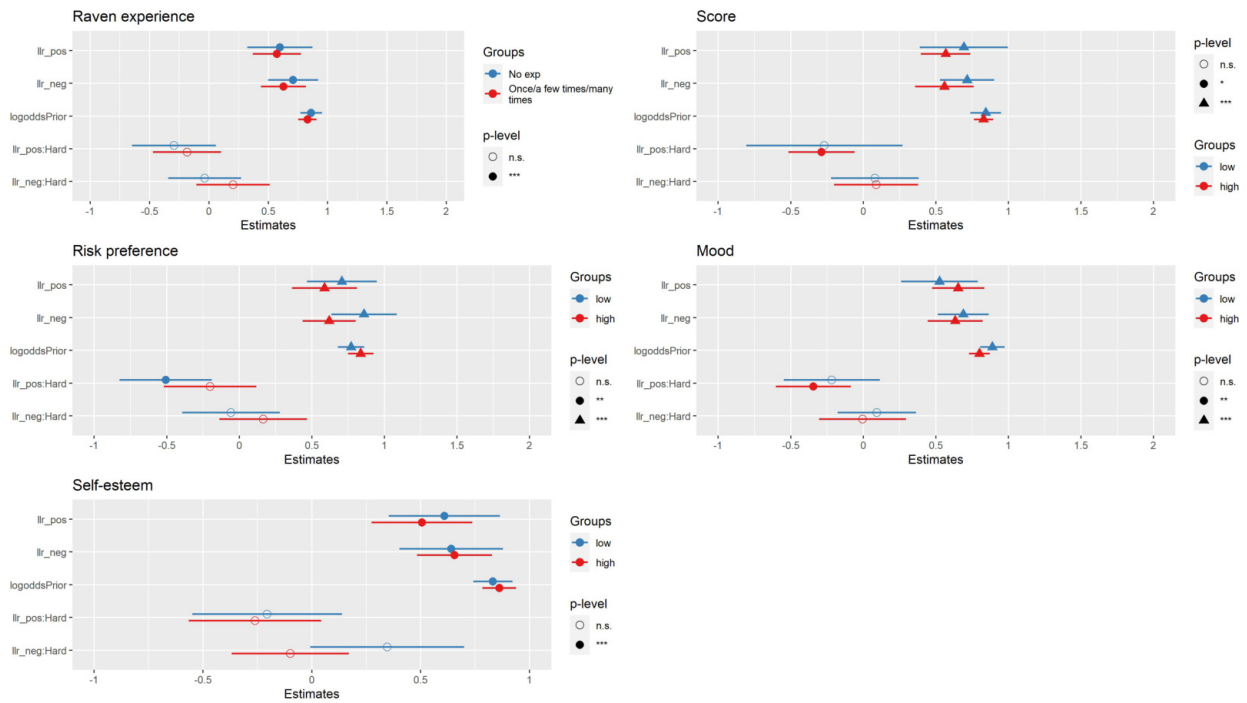 Raven experience
llr_pos
llr_neg
logoddsPrior
llr_pos:Hard
llr_neg:Hard
-1 -0.5 0 0.5 1 1.5 2
Estimates
Groups
No exp
Once/a few times/many
times
p-level
n.s.
***
Score
llr_pos
llr_neg
logoddsPrior
llr_pos:Hard
llr_neg:Hard
-1 -0.5 0 0.5 1 1.5 2
Estimates
p-level
n.s.
*
***
Groups
low
high
Risk preference
llr_pos
llr_neg
logoddsPrior
llr_pos:Hard
llr_neg:Hard
-1 -0.5 0 0.5 1 1.5 2
Estimates
Groups
low
high
p-level
n.s.
**
***
Mood
llr_pos
llr_neg
logoddsPrior
llr_pos:Hard
llr_neg:Hard
-1 -0.5 0 0.5 1 1.5 2
Estimates
Groups
low
high
p-level
n.s.
**
***
Self-esteem
llr_pos
llr_neg
logoddsPrior
llr_pos:Hard
llr_neg:Hard
-1 -0.5 0 0.5 1
Estimates
Groups
low
high
p-level
n.s.
***